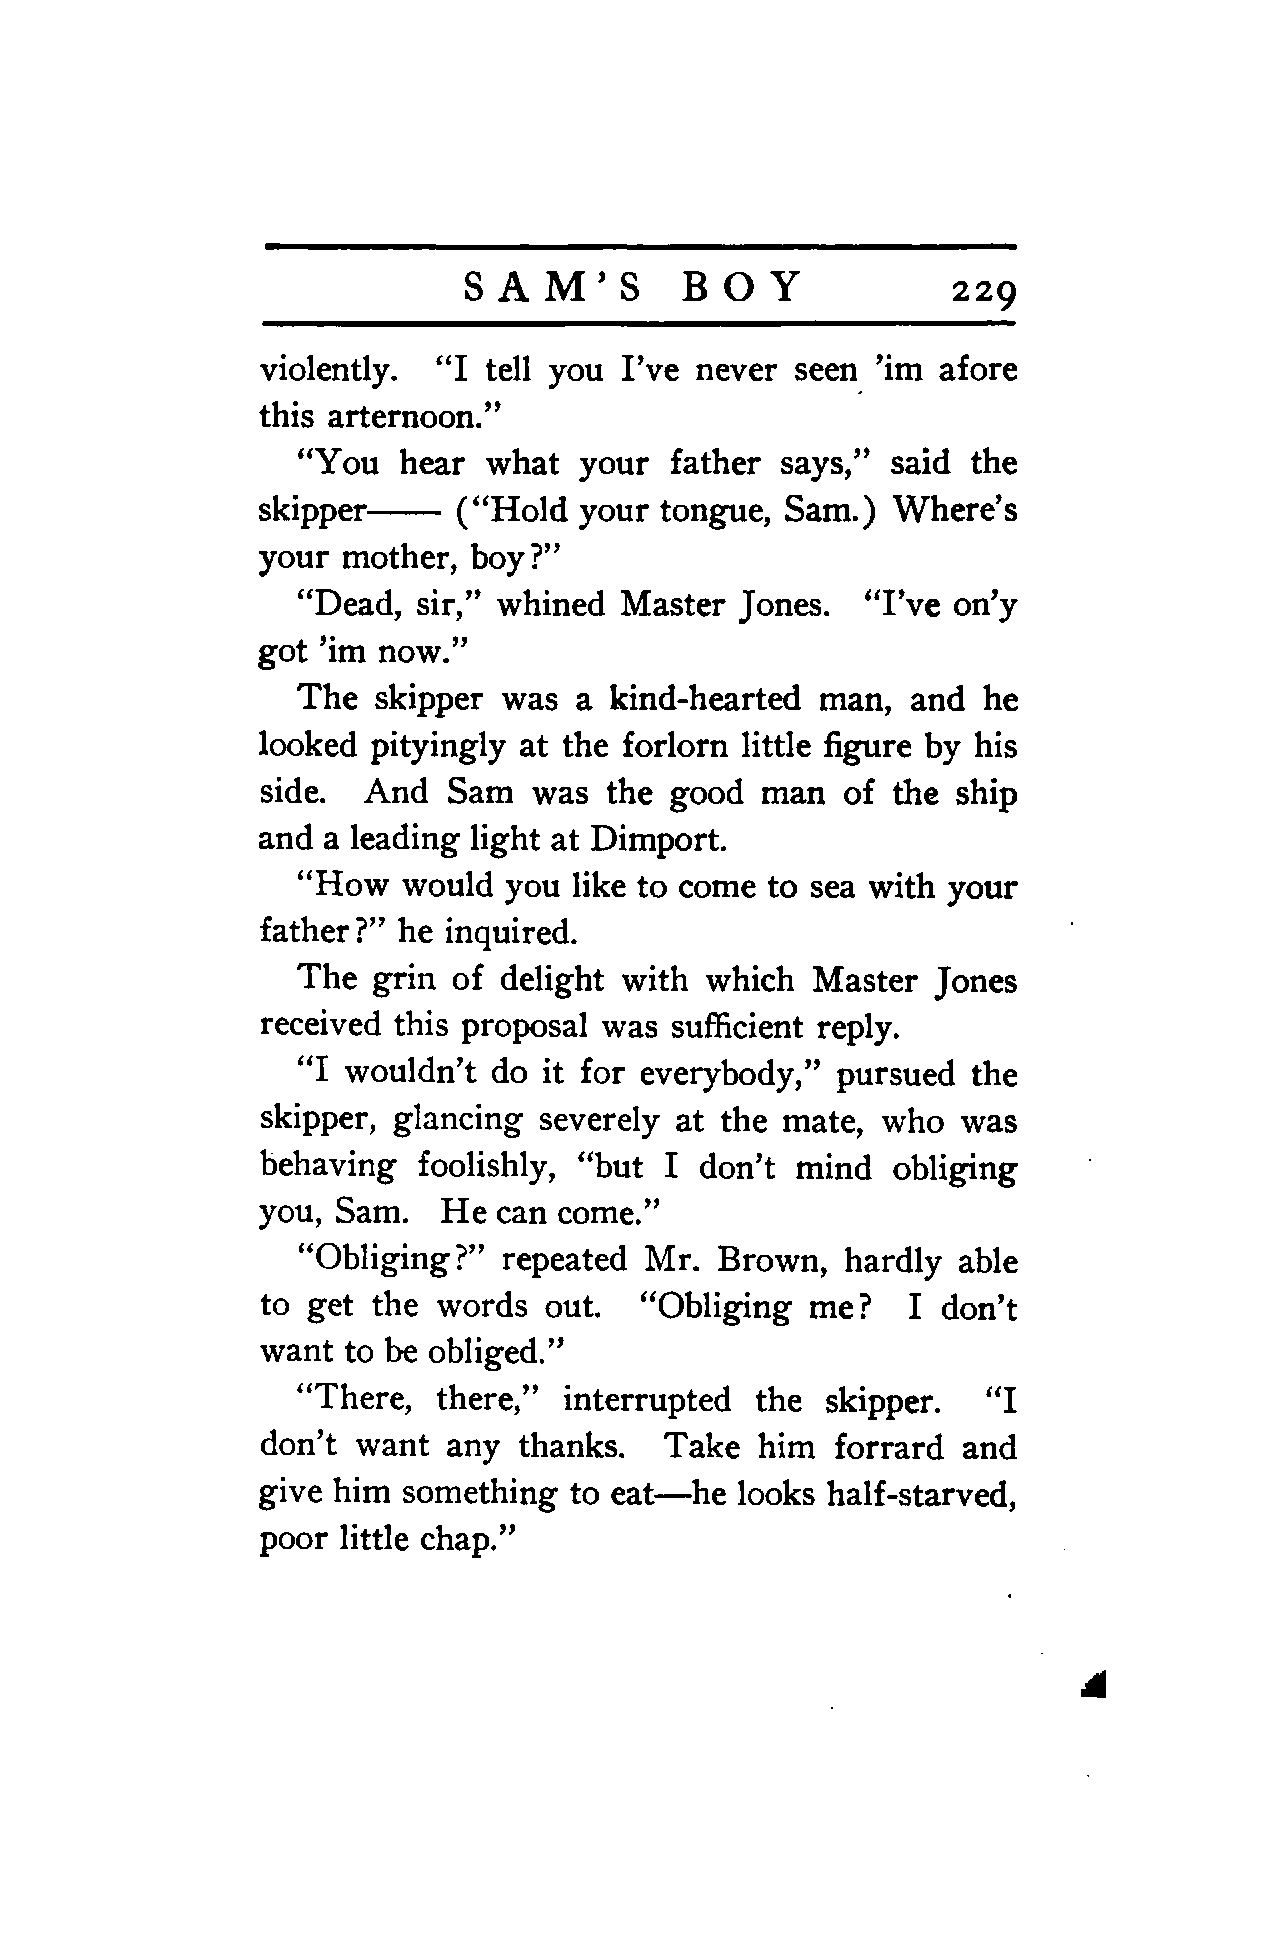 SAM'S BOY 229
violently. "I tell you I've never seen 'im afore
this arternoon."
"You hear what your father says," said the
skipper—— ("Hold your tongue, Sam.) Where's
your mother, boy?"
"Dead, sir," whined Master Jones. "I've on'y
got 'im now."
The skipper was a kind-hearted man, and he
looked pityingly at the forlorn little figure by his
side. And Sam was the good man of the ship
and a leading light at Dimport.
"How would you like to come to sea with your
father?" he inquired.
The grin of delight with which Master Jones
received this proposal was sufficient reply.
"I wouldn't do it for everybody," pursued the
skipper, glancing severely at the mate, who was
behaving foolishly, "but I don't mind obliging
you, Sam. He can come."
"Obliging?" repeated Mr. Brown, hardly able
to get the words out. "Obliging me? I don't
want to be obliged."
"There, there," interrupted the skipper. "I
don't want any thanks. Take him forrard and
give him something to eat—he looks half-starved,
poor little chap."